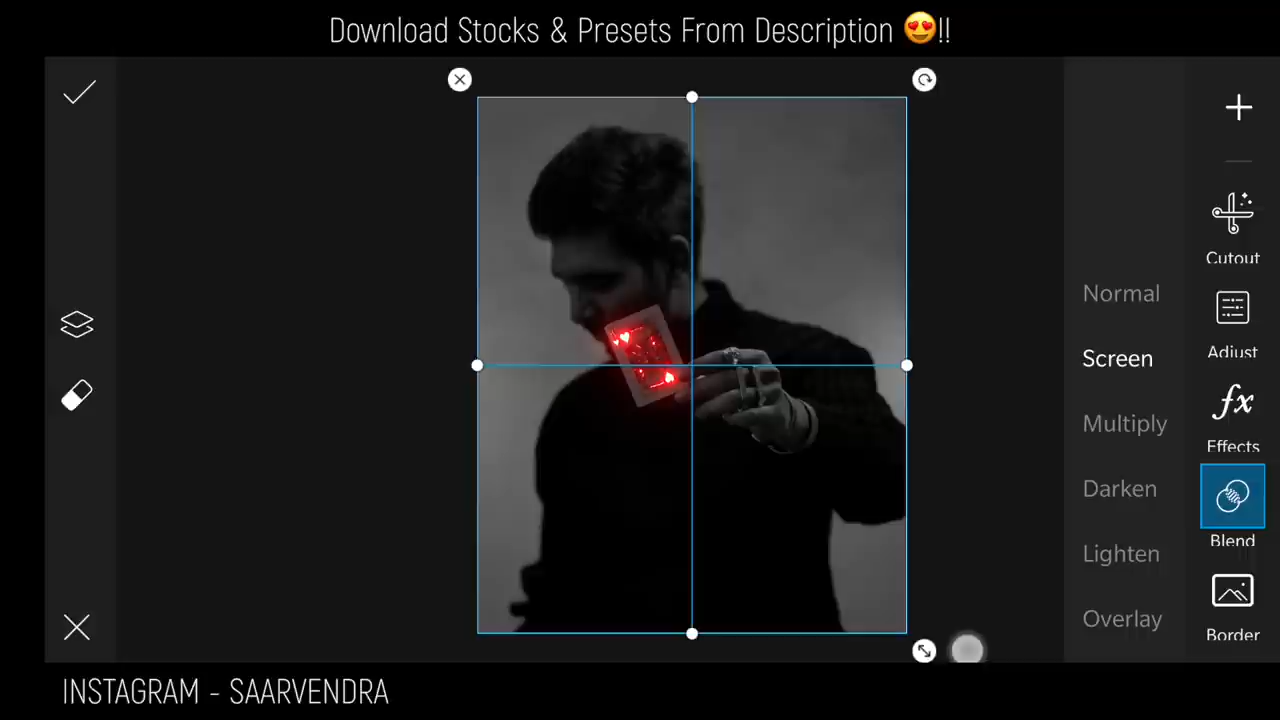 Download Stocks & Presets From Description 😍!!
Normal
Screen
Multiply
Darken
Lighten
Overlay
Cutout
Adjust
fx
Effects
Blend
Border
INSTAGRAM - SAARVENDRA